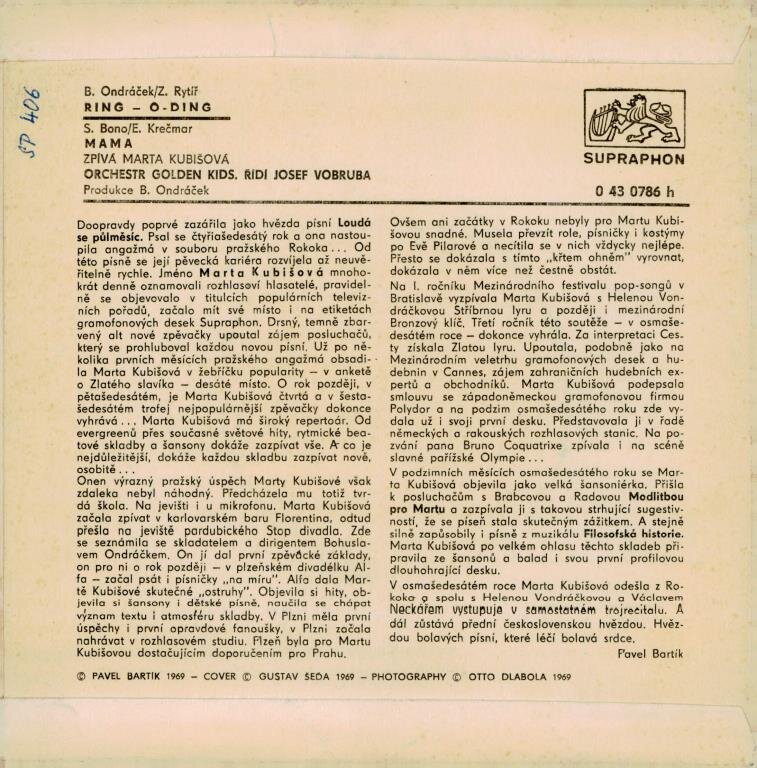 SP 406
B. Ondráček/Z. Rytíř
RING – O-DING
S. Bono/E. Krečmar
MAMA
ZPÍVÁ MARTA KUBIŠOVÁ
ORCHESTR GOLDEN KIDS. ŘÍDÍ JOSEF VOBRUBA
Produkce B. Ondráček
SUPRAPHON
0 43 0786 h
Doopravdy poprvé zazářila jako hvězda písní Loudá
se půlměsíc. Psal se čtyřiašedesátý rok a ona nastou-
pila angažmá v souboru pražského Rokoka... Od
této písně se její pěvecká kariéra rozvíjela až neuvě-
řitelně rychle. Jméno Marta Kubišová mnoho-
krát denně oznamovali rozhlasoví hlasatelé, pravidel-
ně se objevovalo v titulcích populárních televiz-
ních pořadů, začalo mít své místo i na etiketách
gramofonových desek Supraphon. Drsný, temně zbar-
vený alt nové zpěvačky upoutal zájem posluchačů,
který se prohluboval každou novou písní. Už po ně-
kolika prvních měsících pražského angažmá obsadi-
la Marta Kubišová v žebříčku popularity – v anketě
o Zlatého slavíka – desáté místo. O rok později, v
pětašedesátém, je Marta Kubišová čtvrtá a v šesta-
šedesátém trofej nejpopulárnější zpěvačky dokonce
vyhrává... Marta Kubišová má široký repertoár. Od
evergreenů přes současné světové hity, rytmické bea-
tové skladby a šansony dokáže zazpívat vše. A co je
nejdůležitější, dokáže každou skladbu zazpívat nově,
osobitě...
Onen výrazný pražský úspěch Marty Kubišové však
zdaleka nebyl náhodný. Předcházela mu totiž tvr-
dá škola. Na jevišti i u mikrofonu. Marta Kubišová
začala zpívat v karlovarském baru Florentina, odtud
přešla na jeviště pardubického Stop divadla. Zde
se seznámila se skladatelem a dirigentem Bohusla-
vem Ondráčkem. On jí dal první zpěvácké základy,
on pro ni o rok později – v plzeňském divadélku Al-
fa – začal psát i písničky „na míru". Alfa dala Mar-
tě Kubišové skutečné „ostruhy". Objevila si hity, ob-
jevila si šansony i dětské písně, naučila se chápat
význam textu i atmosféru skladby. V Plzni měla první
úspěchy i první opravdové fanoušky, v Plzni začala
nahrávat v rozhlasovém studiu. Plzeň byla pro Martu
Kubišovou dostačujícím doporučením pro Prahu.
Ovšem ani začátky v Rokoku nebyly pro Martu Kubi-
šovou snadné. Musela převzít role, písničky i kostýmy
po Evě Pilarové a necítila se v nich vždycky nejlépe.
Přesto se dokázala s tímto „křtem ohněm" vyrovnat,
dokázala v něm více než čestně obstát.
Na I. ročníku Mezinárodního festivalu pop-songů v
Bratislavě vyzpívala Marta Kubišová s Helenou Von-
dráčkovou Stříbrnou lyru a později i mezinárodní
Bronzový klíč. Třetí ročník této soutěže – v osmaše-
desátém roce – dokonce vyhrála. Za interpretaci Ces-
ty získala Zlatou lyru. Upoutala, podobně jako na
Mezinárodním veletrhu gramofonových desek a hu-
debnin v Cannes, zájem zahraničních hudebních ex-
pertů a obchodníků. Marta Kubišová podepsala
smlouvu se západoněmeckou gramofonovou firmou
Polydor a na podzim osmašedesátého roku zde vy-
dala už i svoji první desku. Představovala ji v řadě
německých a rakouských rozhlasových stanic. Na po-
zvání pana Bruno Coquatrixe zpívala i na scéně
slavné pařížské Olympie...
V podzimních měsících osmašedesátého roku se Mar-
ta Kubišová objevila jako velká šansoniérka. Přišla
k posluchačům s Brabcovou a Radovou Modlitbou
pro Martu a zazpívala ji s takovou strhující sugestiv-
ností, že se píseň stala skutečným zážitkem. A stejně
silně zapůsobily i písně z muzikálu Filosofská historie.
Marta Kubišová po velkém ohlasu těchto skladeb při-
pravila ze šansonů a balad i svou první profilovou
dlouhohrající desku.
V osmašedesátém roce Marta Kubišová odešla z Ro-
koka a spolu s Helenou Vondráčkovou a Václavem
Neckářem vystupuje v samostatném trojrecitalu. A
dál zůstává přední československou hvězdou. Hvěz-
dou bolavých písní, které léčí bolavá srdce.
Pavel Bartík
© PAVEL BARTÍK 1969 – COVER © GUSTAV ŠEDA 1969 – PHOTOGRAPHY © OTTO DLABOLA 1969